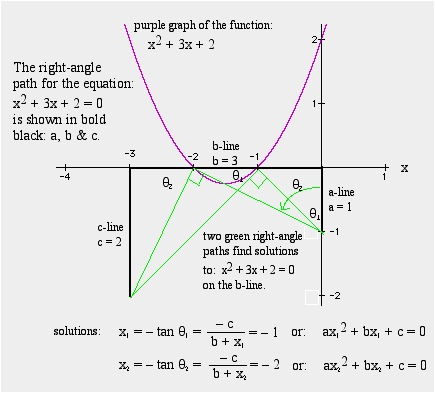 purple graph of the function:
x² + 3x + 2
The right-angle
path for the equation:
x² + 3x + 2 = 0
is shown in bold
black: a, b & c.
2
1
b-line
b = 3
-4
-3
-2
-1
1
X
θ₂
θ₁
θ₂
θ₁
a-line
a = 1
c-line
c = 2
-1
-2
two green right-angle
paths find solutions
to: x² + 3x + 2 = 0
on the b-line.
solutions: x₁ = – tan θ₁ = – c / b + x₁ = – 1 or: ax₁² + bx₁ + c = 0
x₂ = – tan θ₂ = – c / b + x₂ = – 2 or: ax₂² + bx₂ + c = 0